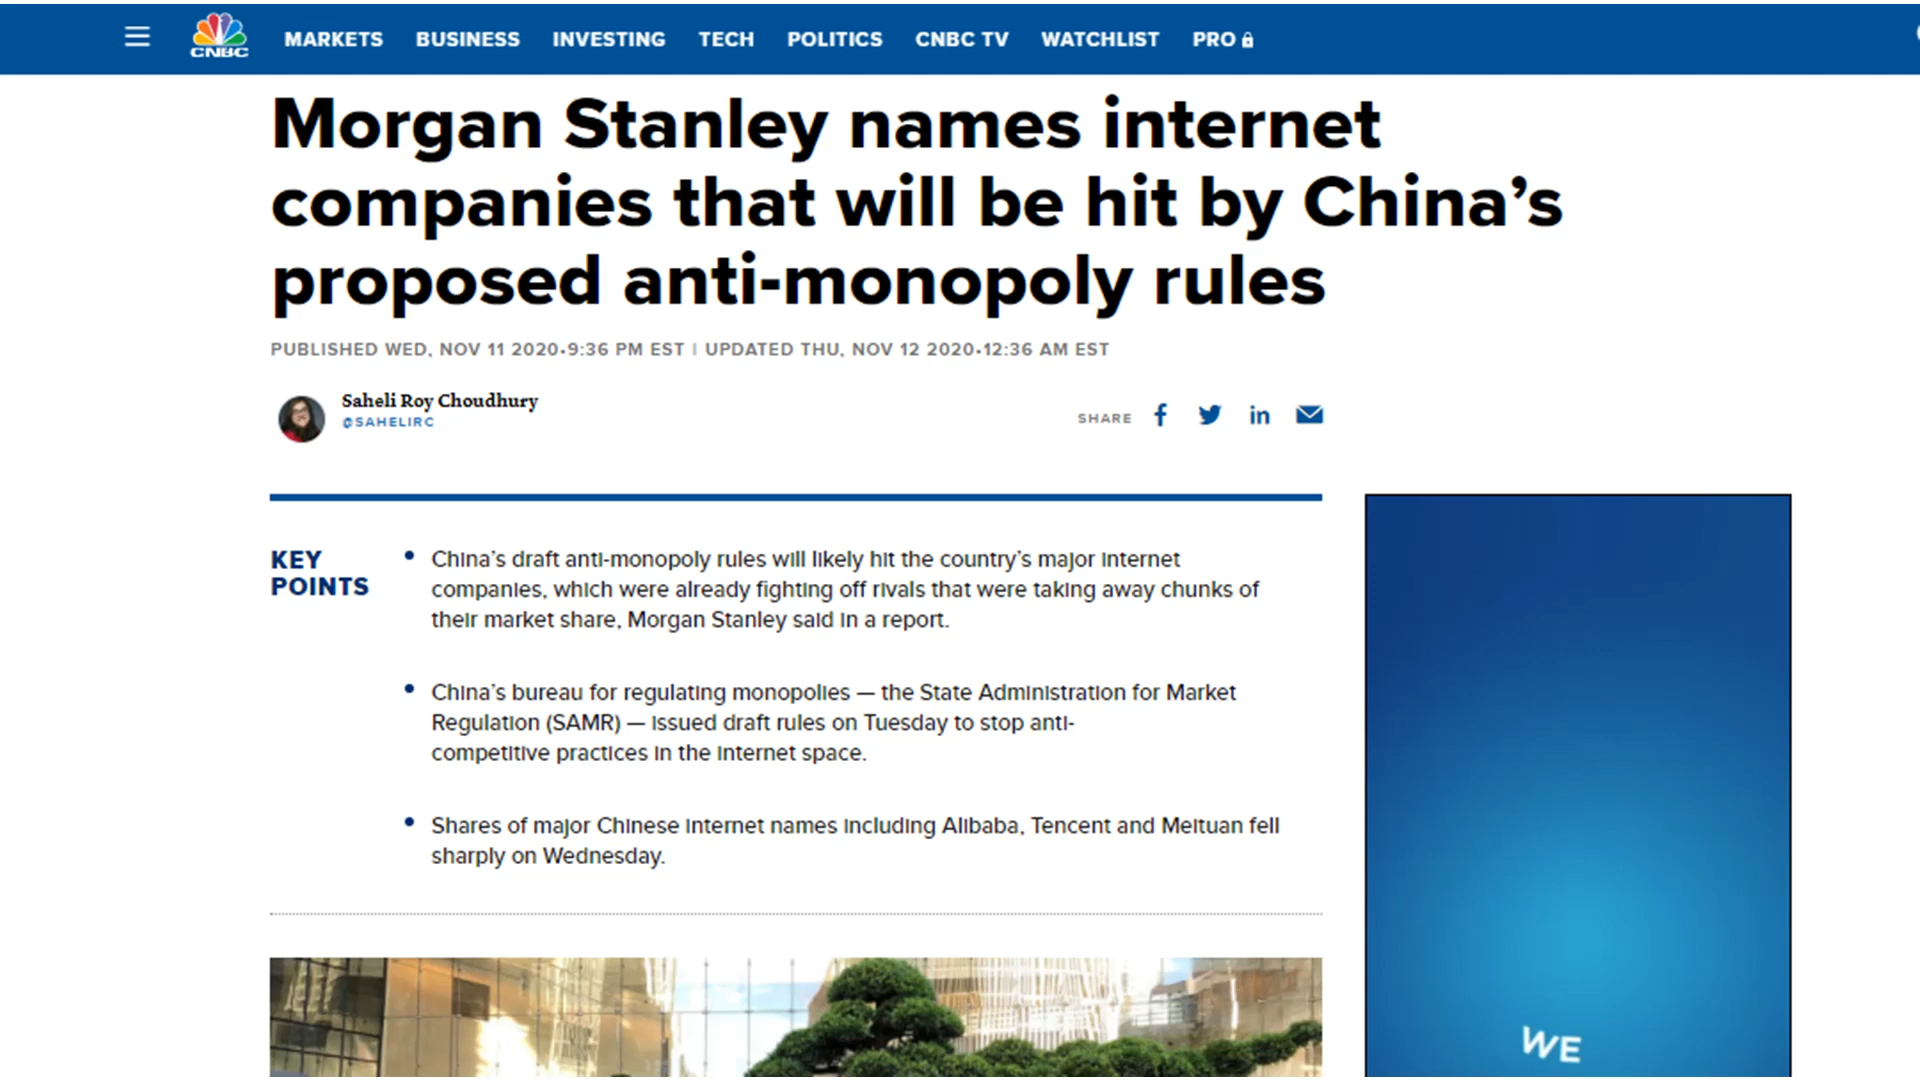 CNBC
MARKETS BUSINESS INVESTING TECH POLITICS CNBC TV WATCHLIST PRO
Morgan Stanley names internet
companies that will be hit by China’s
proposed anti-monopoly rules
PUBLISHED WED, NOV 11 2020•9:36 PM EST | UPDATED THU, NOV 12 2020•12:36 AM EST
Saheli Roy Choudhury
@SAHELIRC
SHARE
KEY
POINTS
• China’s draft anti-monopoly rules will likely hit the country’s major internet
companies, which were already fighting off rivals that were taking away chunks of
their market share, Morgan Stanley said in a report.
• China’s bureau for regulating monopolies — the State Administration for Market
Regulation (SAMR) — issued draft rules on Tuesday to stop anti-
competitive practices in the internet space.
• Shares of major Chinese internet names including Alibaba, Tencent and Meituan fell
sharply on Wednesday.
WE